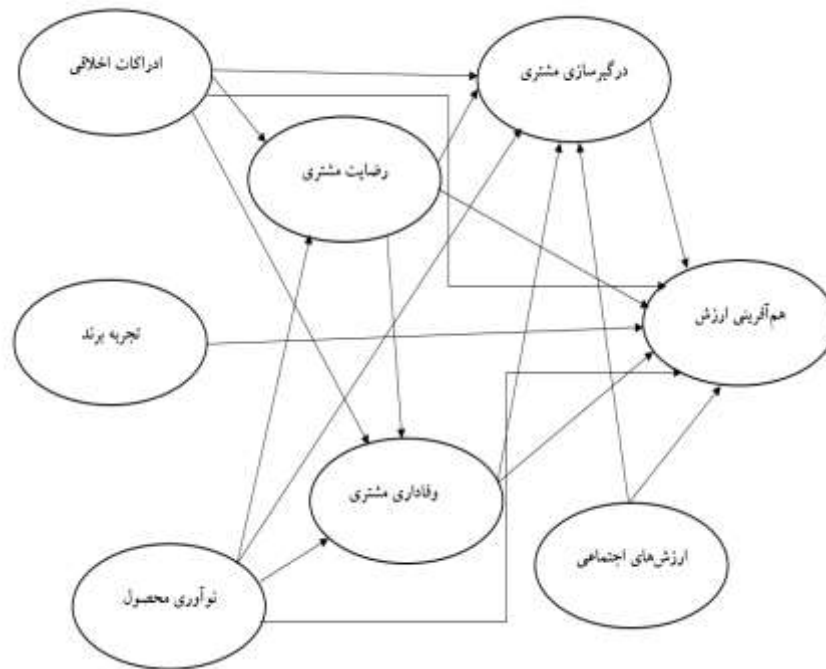 ادراکات اخلاقی
درگیرسازی مشتری
رضایت مشتری
هم‌آفرینی ارزش
تجربه برند
وفاداری مشتری
ارزش‌های اجتماعی
نوآوری محصول